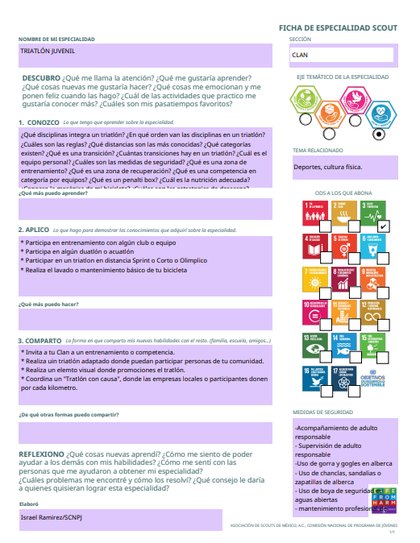 FICHA DE ESPECIALIDAD SCOUT
NOMBRE DE MI ESPECIALIDAD
TRIATLÓN JUVENIL
SECCIÓN
CLAN
DESCUBRO ¿Qué me llama la atención? ¿Qué me gustaría aprender?
¿Qué cosas nuevas me gustaría hacer? ¿Qué cosas me emocionan y me
ponen feliz cuando las hago? ¿Cuál de las actividades que practico me
gustaría conocer más? ¿Cuáles son mis pasatiempos favoritos?
EJE TEMÁTICO DE LA ESPECIALIDAD
1. CONOZCO Lo que tengo que aprender sobre la especialidad.
¿Qué disciplinas integra un triatlón? ¿En qué orden van las disciplinas en un triatlón?
¿Cuáles son las reglas? ¿Qué distancias son las más conocidas? ¿Qué categorías
existen? ¿Qué es una transición? ¿Cuántas transiciones hay en un triatlón? ¿Cuál es el
equipo personal? ¿Cuáles son las medidas de seguridad? ¿Qué es una zona de
entrenamiento? ¿Qué es una zona de recuperación? ¿Qué es una competencia en
categoría por equipos? ¿Qué es un penalti box? ¿Cuál es la nutrición adecuada?
¿Qué más puedo aprender?
TEMA RELACIONADO
Deportes, cultura física.
ODS A LOS QUE ABONA
2. APLICO Lo que hago para demostrar los conocimientos que adquirí sobre la especialidad.
* Participa en entrenamiento con algún club o equipo
* Participa en algún duatlón o acuatlón
* Participar en un triatlon en distancia Sprint o Corto o Olimplico
* Realiza el lavado o mantenimiento básico de tu bicicleta
¿Qué más puedo hacer?
3. COMPARTO La forma en que comparto mis nuevas habilidades con el resto. (familia, escuela, amigos...)
* Invita a tu Clan a un entrenamiento o competencia.
* Realiza uin triatlón adaptado donde puedan participar personas de tu comunidad.
* Realiza un elemto visual donde promociones el triatlón.
* Coordina un "Tratlón con causa", donde las empresas locales o participantes donen
por cada kolometro.
¿De qué otras formas puedo compartir?
MEDIDAS DE SEGURIDAD
-Acompañamiento de adulto
responsable
- Supervisión de adulto
responsable
-Uso de gorra y gogles en alberca
- Uso de chanclas, sandalias o
zapatillas de alberca
- Uso de boya de seguridad
aguas abiertas
- mantenimiento profesion
REFLEXIONO ¿Qué cosas nuevas aprendí? ¿Cómo me siento de poder
ayudar a los demás con mis habilidades? ¿Cómo me sentí con las
personas que me ayudaron a obtener mi especialidad?
¿Cuáles problemas me encontré y cómo los resolví? ¿Qué consejo le daría
a quienes quisieran lograr esta especialidad?
Elaboró
Israel Ramirez/SCNPJ
SAFE
FROM
HARM
ASOCIACIÓN DE SCOUTS DE MÉXICO, A.C., COMISIÓN NACIONAL DE PROGRAMA DE JÓVENES